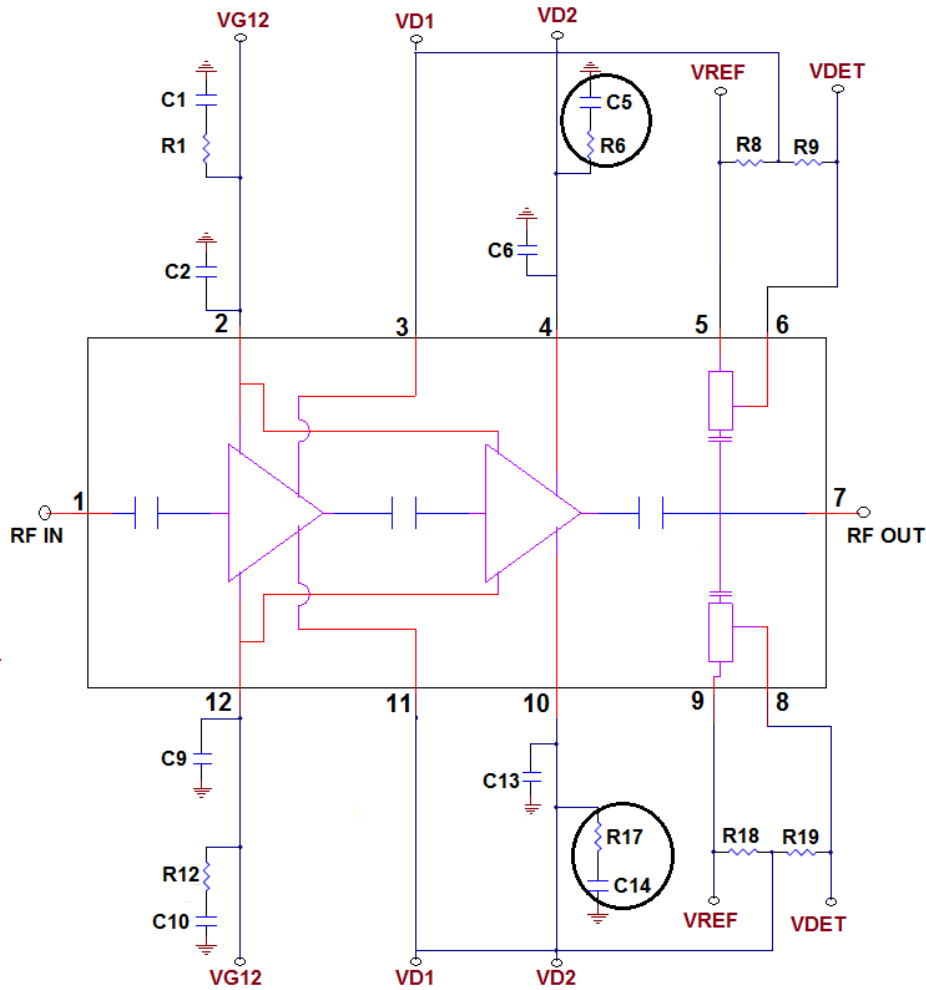 VG12
VD1
VD2
VREF
VDET
C1
R1
C5
R6
R8
R9
C2
C6
2
3
4
5
6
1
7
RF IN
RF OUT
12
11
10
9
8
C9
C13
R12
C10
R17
C14
R18
R19
VREF
VDET
VG12
VD1
VD2